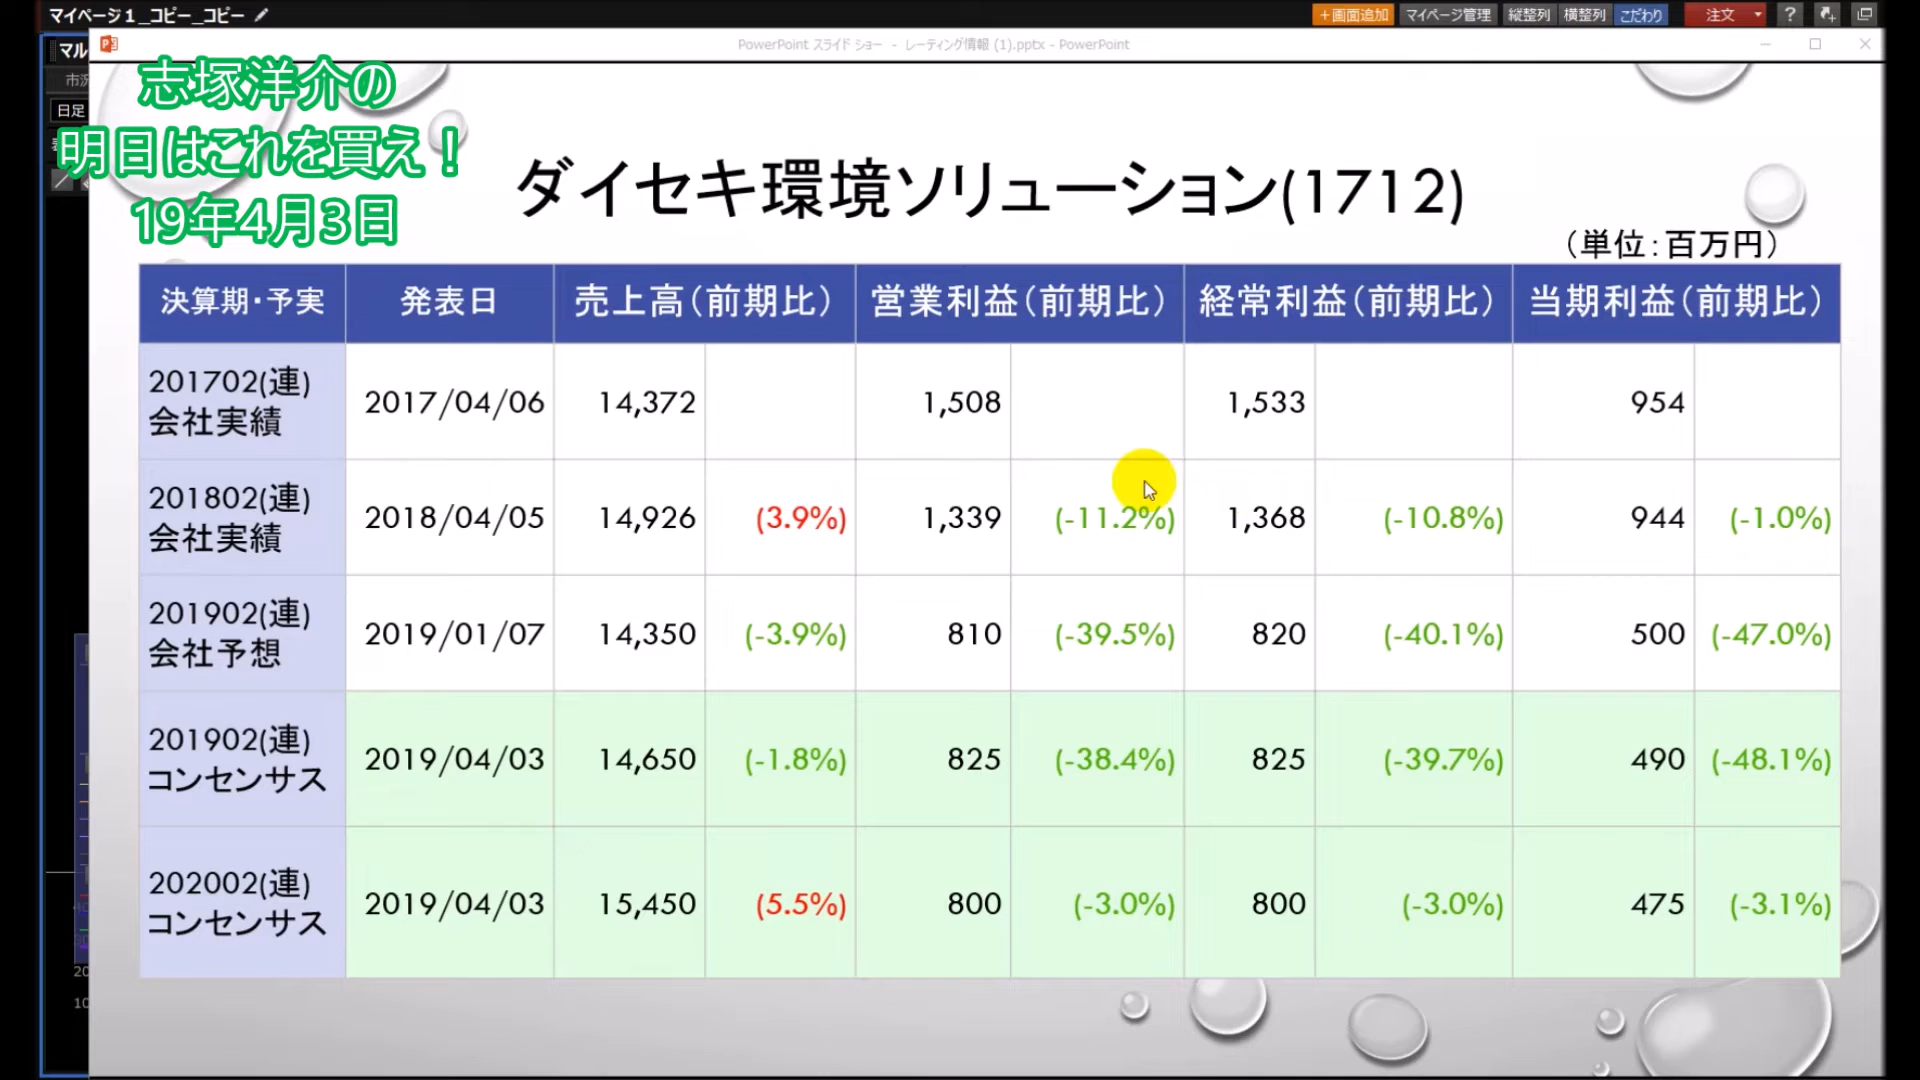 マイページ１_コピー_コピー
＋画面追加 マイページ管理 縦整列 横整列 こだわり 注文 ?
マル
PowerPoint スライド ショー - レーティング情報 (1).pptx - PowerPoint
市況
日足
志塚洋介の
明日はこれを買え！
19年4月3日
ダイセキ環境ソリューション(1712)
（単位：百万円）
決算期・予実 発表日 売上高（前期比） 営業利益（前期比） 経常利益（前期比） 当期利益（前期比）
201702(連)
会社実績
2017/04/06 14,372 1,508 1,533 954
201802(連)
会社実績
2018/04/05 14,926 (3.9%) 1,339 (-11.2%) 1,368 (-10.8%) 944 (-1.0%)
201902(連)
会社予想
2019/01/07 14,350 (-3.9%) 810 (-39.5%) 820 (-40.1%) 500 (-47.0%)
201902(連)
コンセンサス
2019/04/03 14,650 (-1.8%) 825 (-38.4%) 825 (-39.7%) 490 (-48.1%)
202002(連)
コンセンサス
2019/04/03 15,450 (5.5%) 800 (-3.0%) 800 (-3.0%) 475 (-3.1%)
20
10